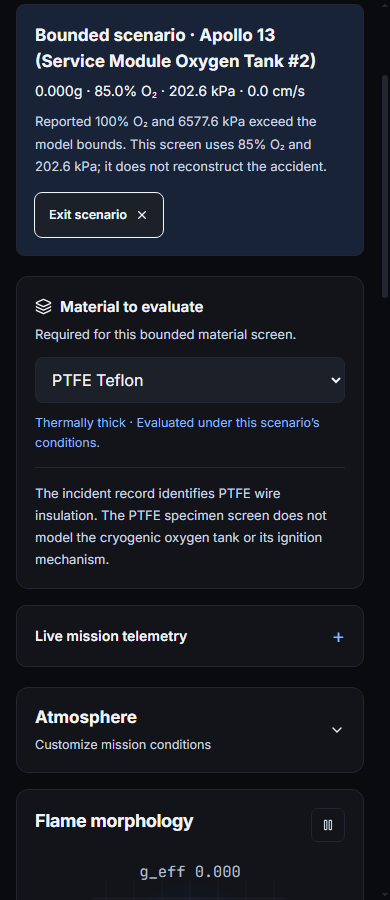 Bounded scenario · Apollo 13
(Service Module Oxygen Tank #2)
0.000g · 85.0% O₂ · 202.6 kPa · 0.0 cm/s
Reported 100% O₂ and 6577.6 kPa exceed the
model bounds. This screen uses 85% O₂ and
202.6 kPa; it does not reconstruct the accident.
Exit scenario ×
Material to evaluate
Required for this bounded material screen.
PTFE Teflon
Thermally thick · Evaluated under this scenario’s
conditions.
The incident record identifies PTFE wire
insulation. The PTFE specimen screen does not
model the cryogenic oxygen tank or its ignition
mechanism.
Live mission telemetry +
Atmosphere
Customize mission conditions
Flame morphology
g_eff 0.000